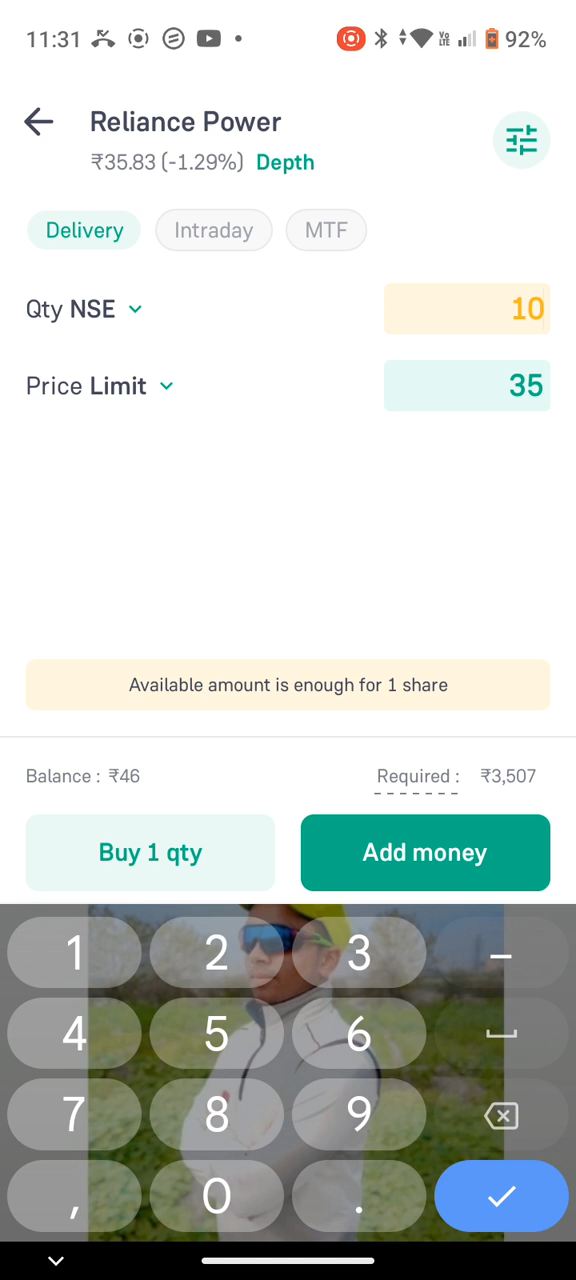 11:31 92%
Reliance Power
₹35.83 (-1.29%) Depth
Delivery Intraday MTF
Qty NSE 10
Price Limit 35
Available amount is enough for 1 share
Balance : ₹46 Required : ₹3,507
Buy 1 qty Add money
1 2 3 –
4 5 6
7 8 9
, 0 .